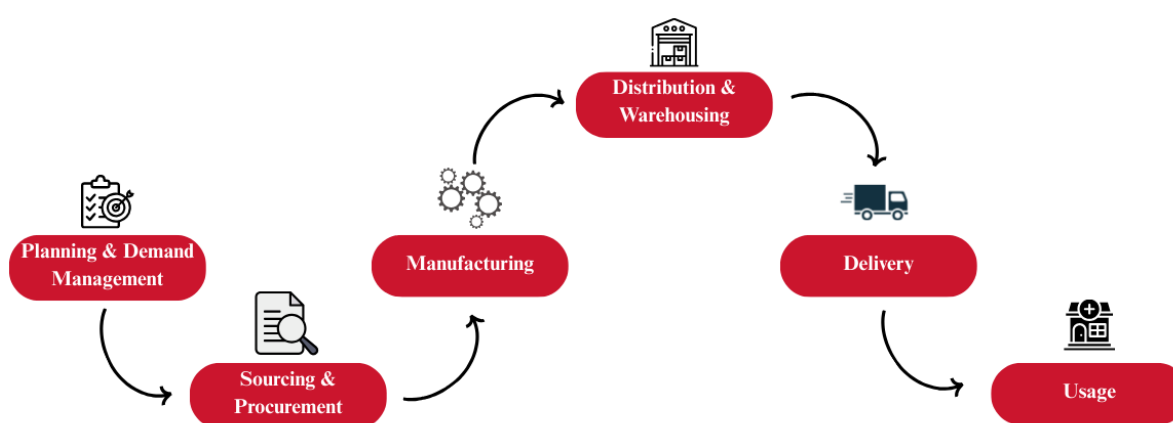 Planning & Demand
Management
Sourcing &
Procurement
Manufacturing
Distribution &
Warehousing
Delivery
Usage